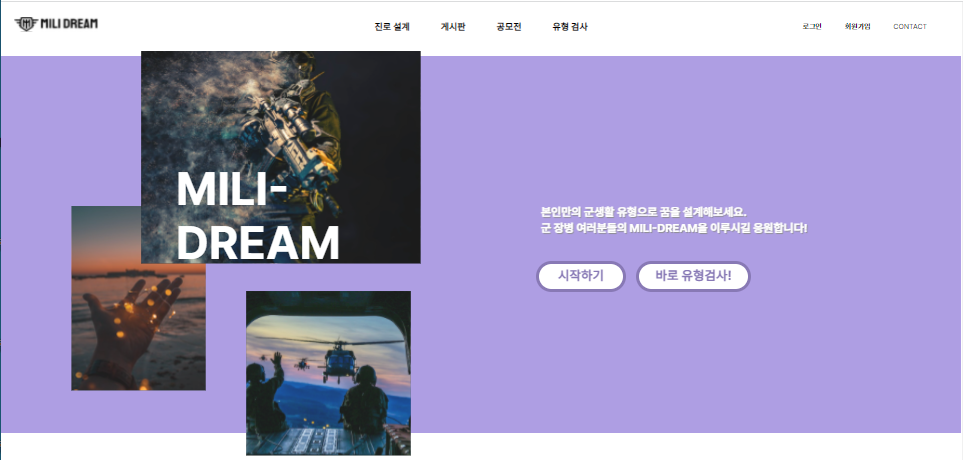 MILI DREAM
진로 설계 게시판 공모전 유형 검사
로그인 회원가입 CONTACT
MILI-
DREAM
본인만의 군생활 유형으로 꿈을 설계해보세요.
군 장병 여러분들의 MILI-DREAM을 이루시길 응원합니다!
시작하기 바로 유형검사!